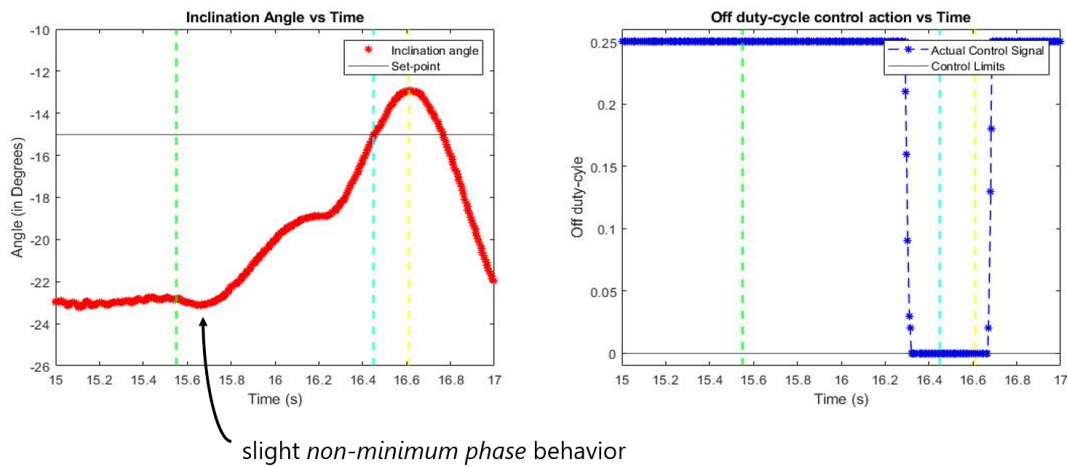 Inclination Angle vs Time
-10
-12
-14
-16
-18
-20
-22
-24
-26
Angle (in Degrees)
Inclination angle
Set-point
15 15.2 15.4 15.6 15.8 16 16.2 16.4 16.6 16.8 17
Time (s)
Off duty-cycle control action vs Time
0.25
0.2
0.15
0.1
0.05
0
Off duty-cyle
Actual Control Signal
Control Limits
15 15.2 15.4 15.6 15.8 16 16.2 16.4 16.6 16.8 17
Time (s)
slight non-minimum phase behavior